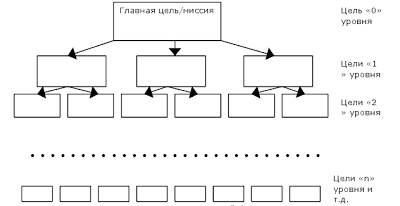 Главная цель/миссия
Цель «0»
уровня
Цели «1
» уровня
Цели «2
» уровня
Цели «n»
уровня и
т.д.